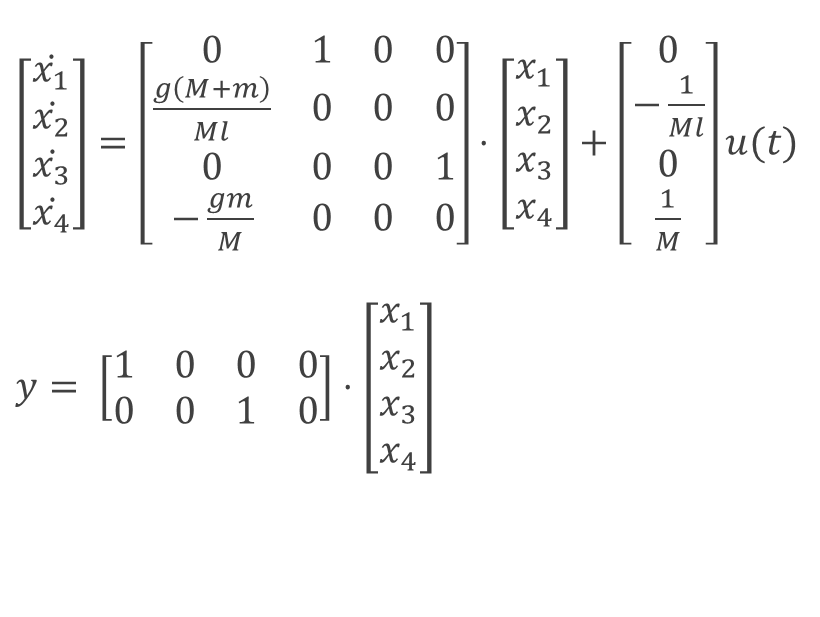 [ẋ₁ ẋ₂ ẋ₃ ẋ₄] = [0 1 0 0; g(M+m)/Ml 0 0 0; 0 0 0 1; −gm/M 0 0 0] · [x₁ x₂ x₃ x₄] + [0; −1/Ml; 0; 1/M] u(t)
y = [1 0 0 0; 0 0 1 0] · [x₁ x₂ x₃ x₄]